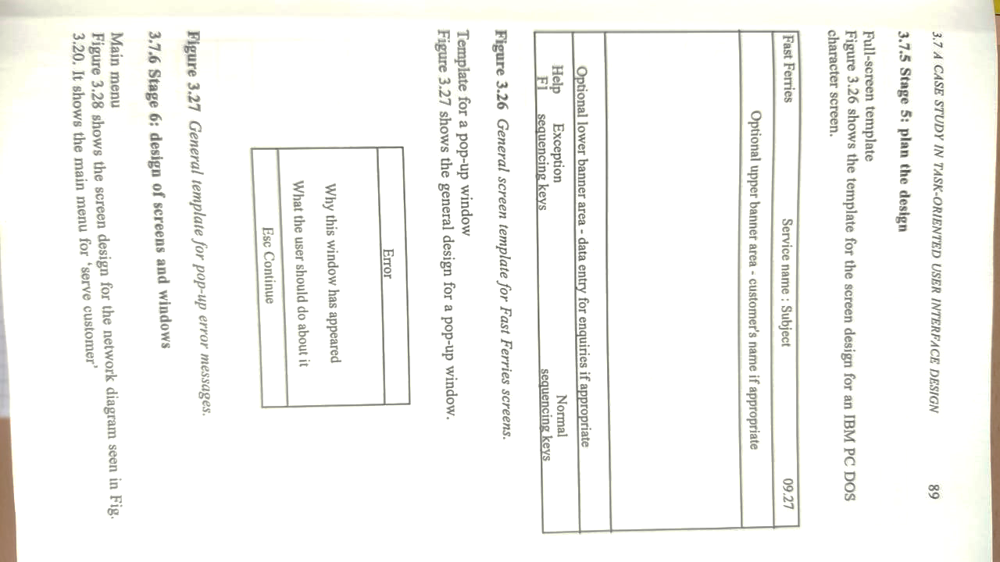 3.7 A CASE STUDY IN TASK-ORIENTED USER INTERFACE DESIGN 89
3.7.5 Stage 5: plan the design
Full-screen template
Figure 3.26 shows the template for the screen design for an IBM PC DOS
character screen.
Fast Ferries Service name : Subject 09.27
Optional upper banner area - customer's name if appropriate
Optional lower banner area - data entry for enquiries if appropriate
Help Exception Normal
F1 sequencing keys sequencing keys
Figure 3.26 General screen template for Fast Ferries screens.
Template for a pop-up window
Figure 3.27 shows the general design for a pop-up window.
Error
Why this window has appeared
What the user should do about it
Esc Continue
Figure 3.27 General template for pop-up error messages.
3.7.6 Stage 6: design of screens and windows
Main menu
Figure 3.28 shows the screen design for the network diagram seen in Fig.
3.20. It shows the main menu for 'serve customer'